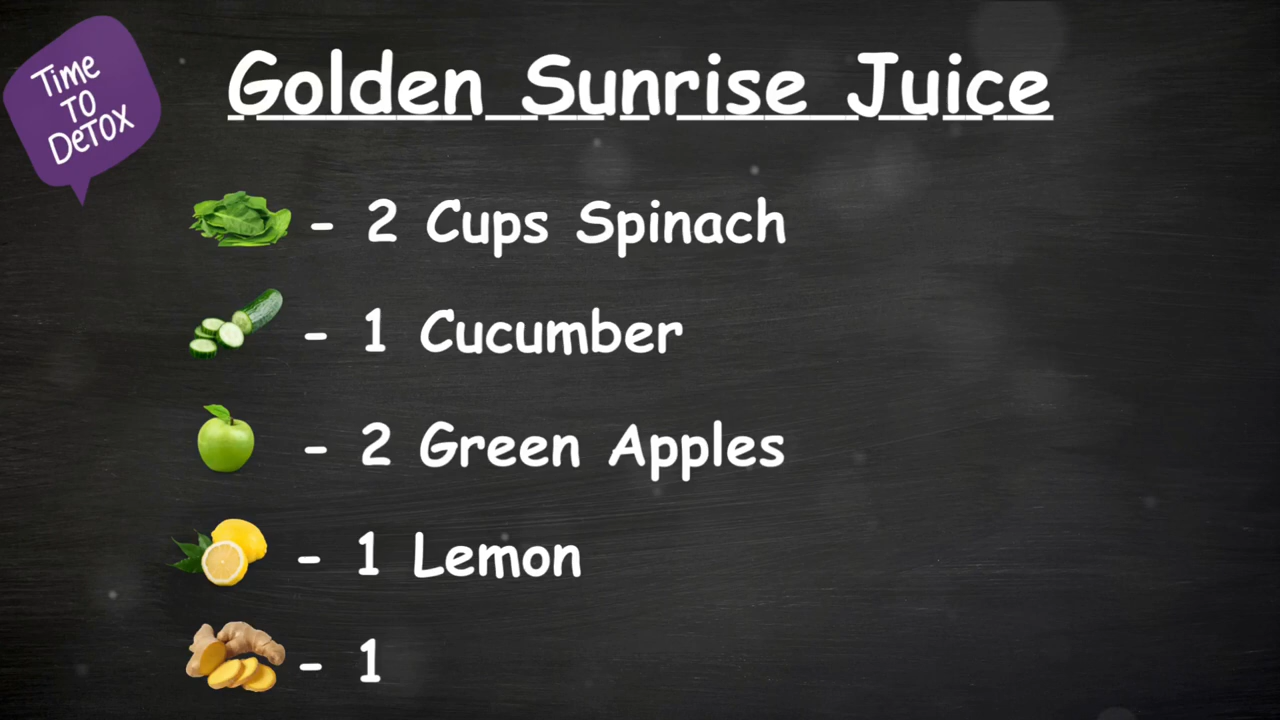 Time
To
DeTox
Golden Sunrise Juice
- 2 Cups Spinach
- 1 Cucumber
- 2 Green Apples
- 1 Lemon
- 1